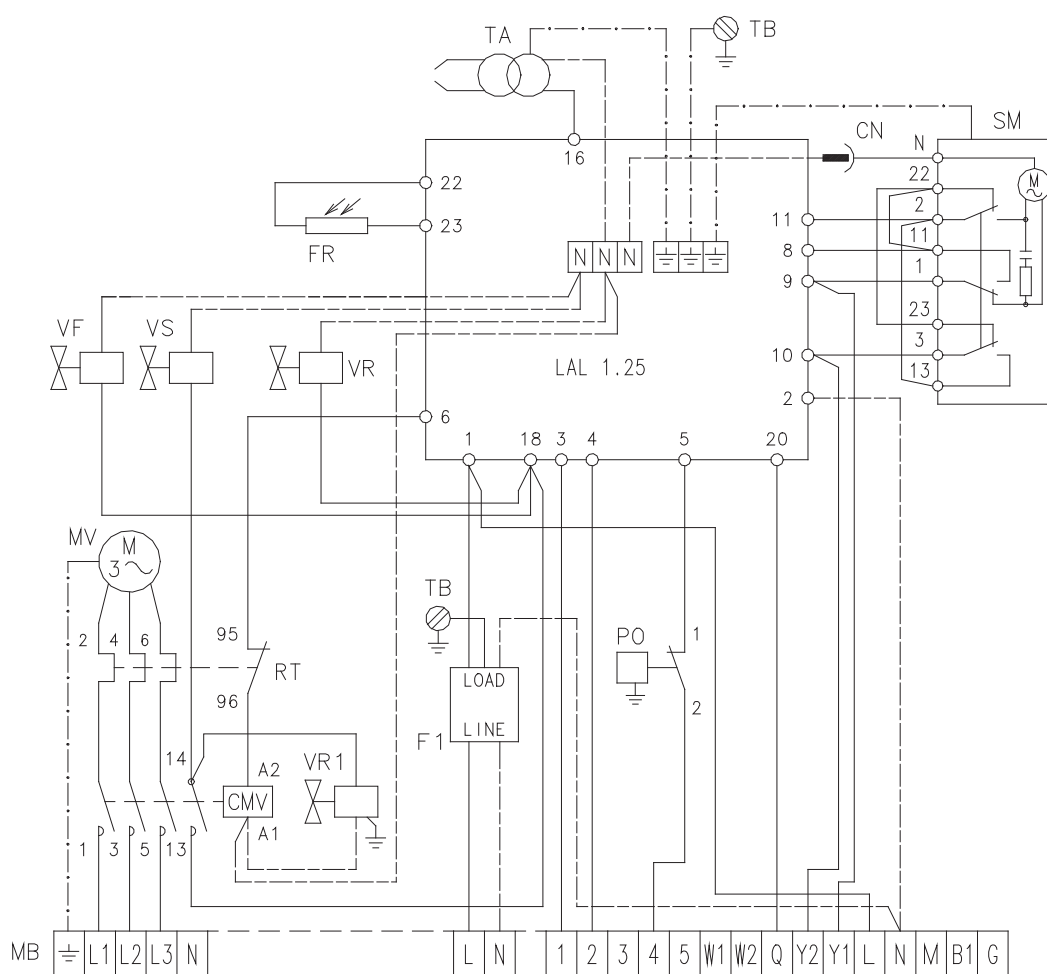 TA
TB
16
CN
SM
N
M
22
22
2
23
11
11
FR
N N N
8
1
9
VF
VS
23
VR
LAL 1.25
10
3
13
2
6
1
18
3
4
5
20
MV
M
3
TB
2
4
6
95
PO
1
RT
LOAD
96
2
LINE
F1
14
A2
VR1
CMV
A1
1
3
5
13
MB
L1 L2 L3 N
L N
1 2 3 4 5 W1 W2 Q Y2 Y1 L N M B1 G